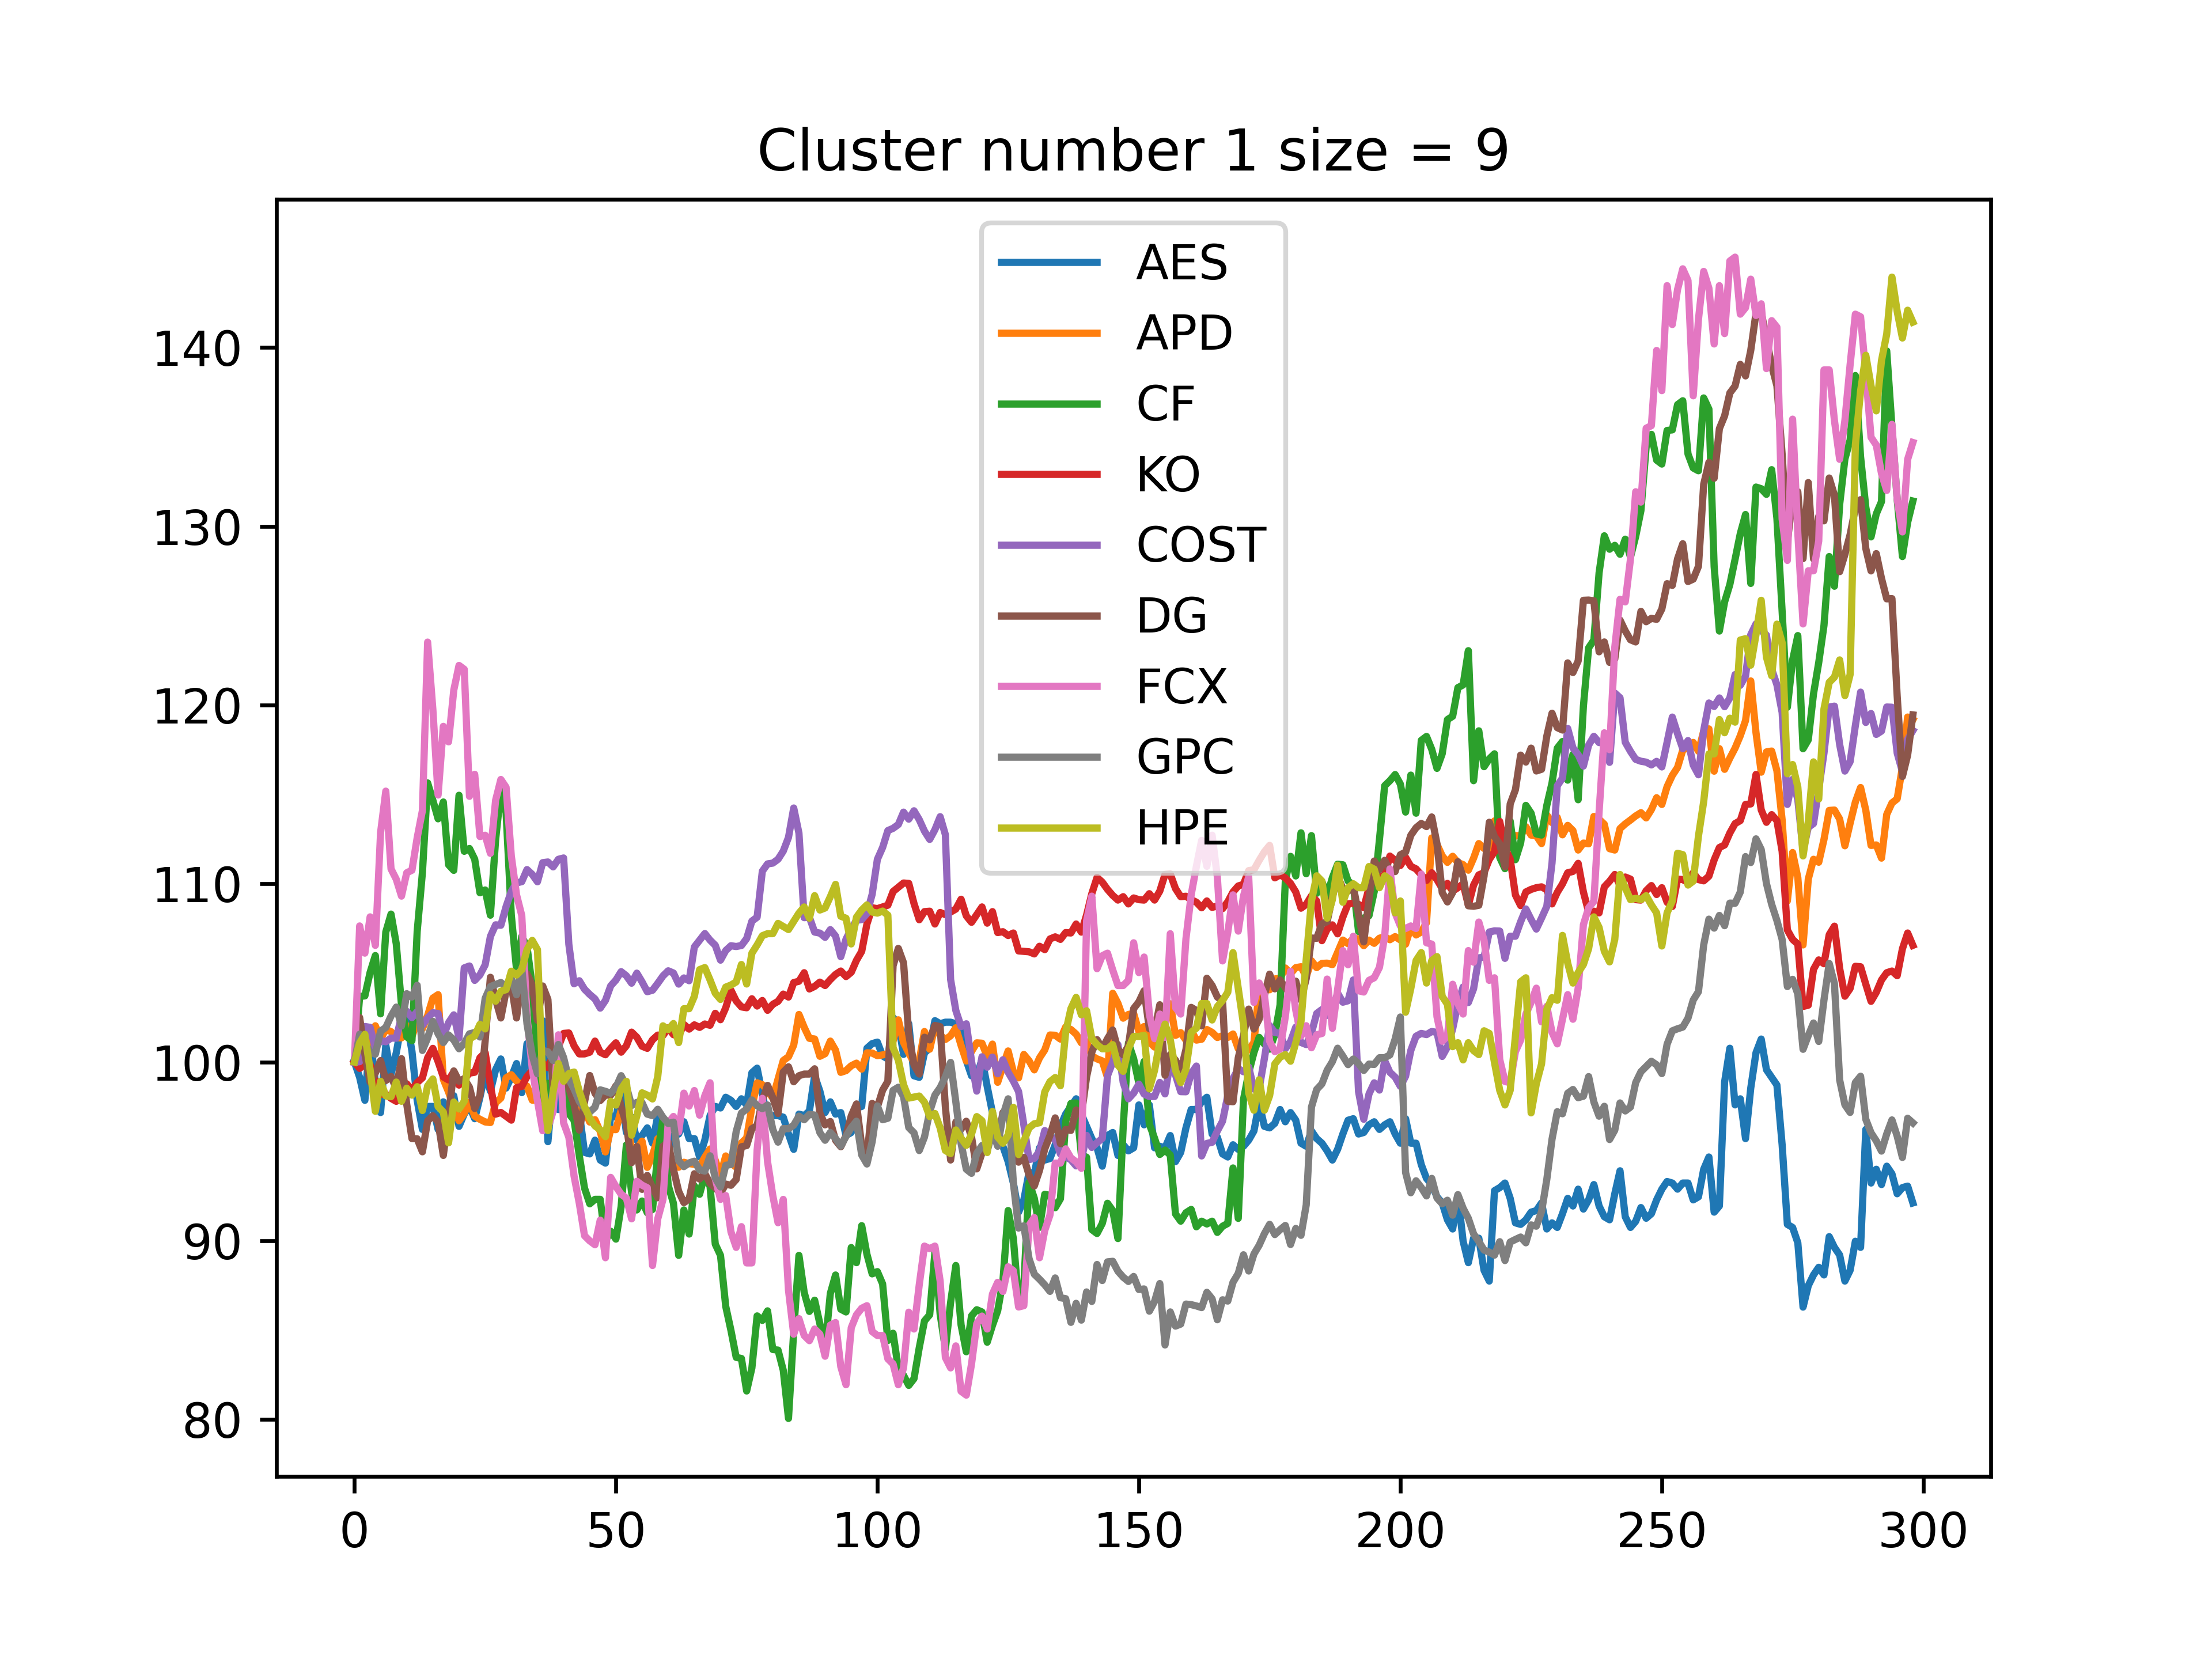 Cluster number 1 size = 9
AES
APD
CF
KO
COST
DG
FCX
GPC
HPE
140
130
120
110
100
90
80
0 50 100 150 200 250 300